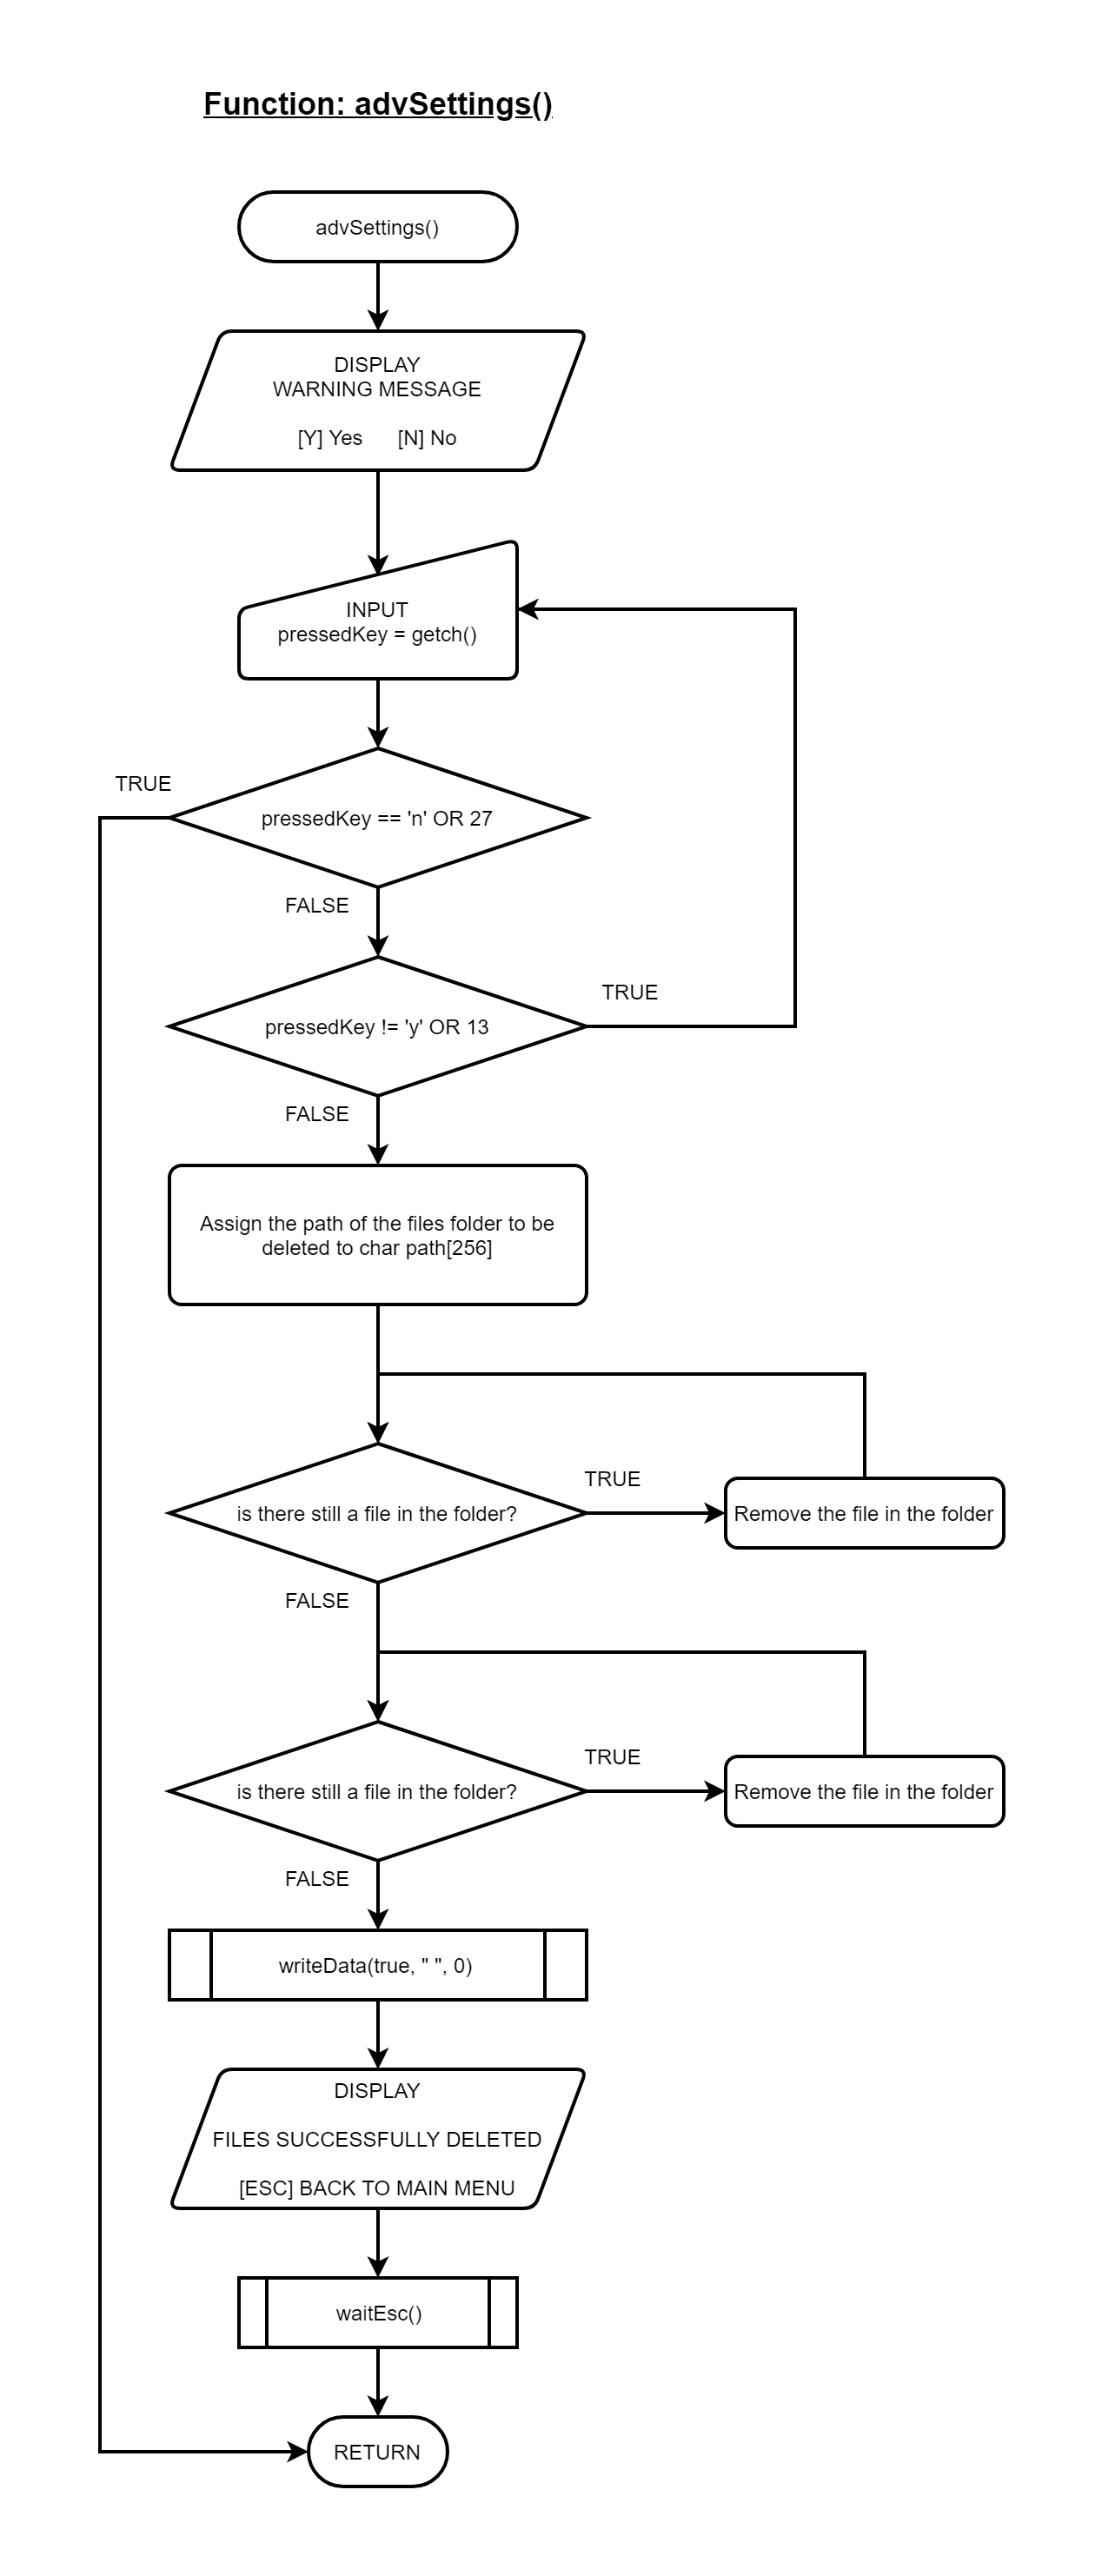 Function: advSettings()
advSettings()
DISPLAY
WARNING MESSAGE
[Y] Yes [N] No
INPUT
pressedKey = getch()
TRUE
pressedKey == 'n' OR 27
FALSE
TRUE
pressedKey != 'y' OR 13
FALSE
Assign the path of the files folder to be
deleted to char path[256]
TRUE
is there still a file in the folder?
Remove the file in the folder
FALSE
TRUE
is there still a file in the folder?
Remove the file in the folder
FALSE
writeData(true, " ", 0)
DISPLAY
FILES SUCCESSFULLY DELETED
[ESC] BACK TO MAIN MENU
waitEsc()
RETURN